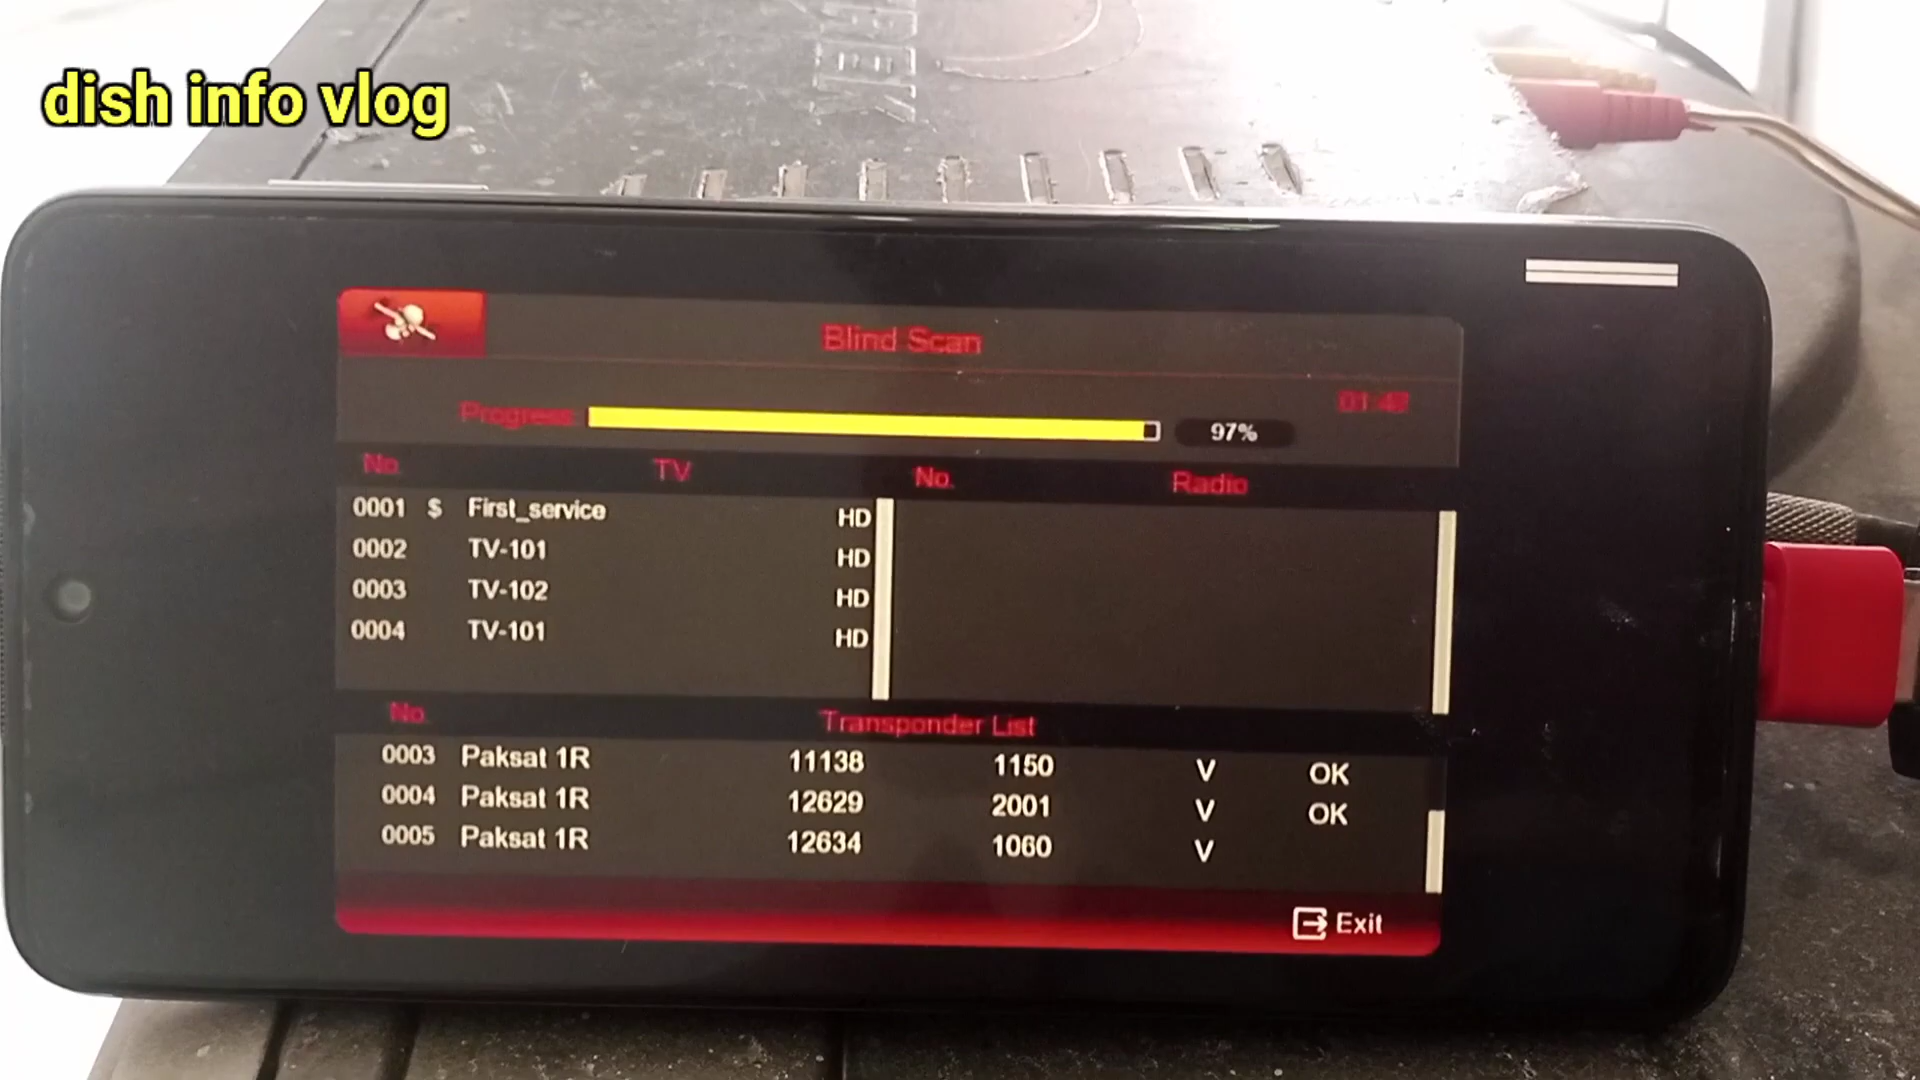 dish info vlog
Blind Scan
Progress 97%
No. TV No. Radio
0001 $ First_service HD
0002 TV-101 HD
0003 TV-102 HD
0004 TV-101 HD
No. Transponder List
0003 Paksat 1R 11138 1150 V OK
0004 Paksat 1R 12629 2001 V OK
0005 Paksat 1R 12634 1060 V
Exit